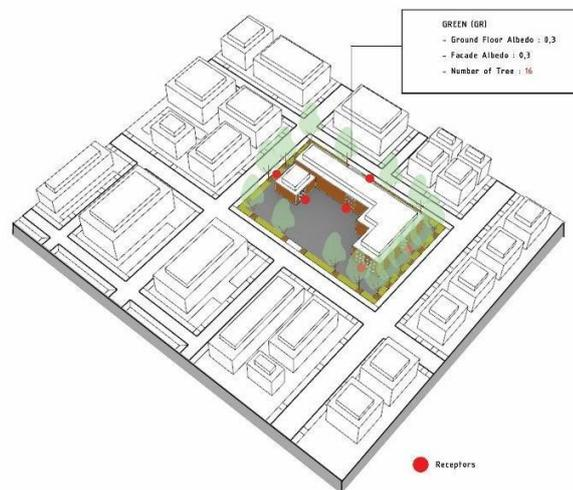 GREEN (GR)
- Ground Floor Albedo : 0,3
- Facade Albedo : 0,3
- Number of Tree : 16
Receptors